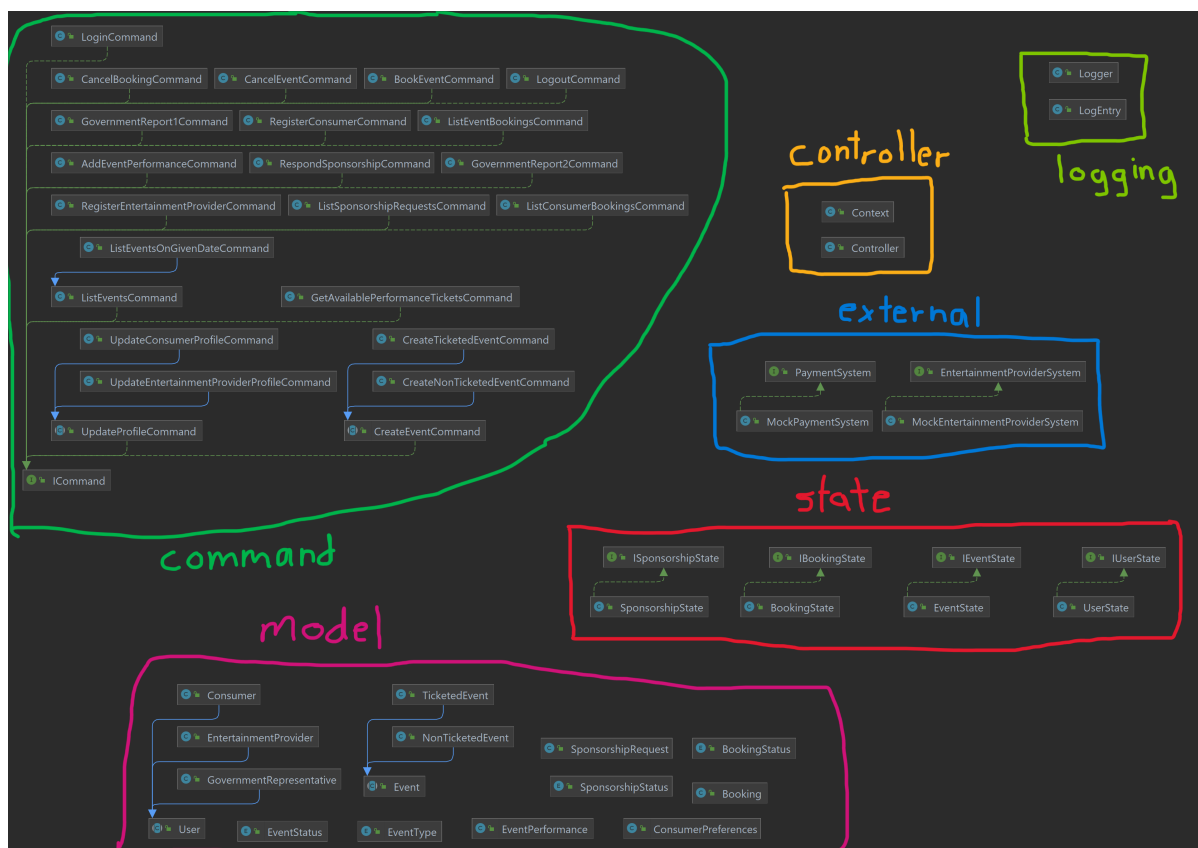 LoginCommand
CancelBookingCommand CancelEventCommand BookEventCommand LogoutCommand
GovernmentReport1Command RegisterConsumerCommand ListEventBookingsCommand
AddEventPerformanceCommand RespondSponsorshipCommand GovernmentReport2Command
RegisterEntertainmentProviderCommand ListSponsorshipRequestsCommand ListConsumerBookingsCommand
ListEventsOnGivenDateCommand
ListEventsCommand GetAvailablePerformanceTicketsCommand
UpdateConsumerProfileCommand CreateTicketedEventCommand
UpdateEntertainmentProviderProfileCommand CreateNonTicketedEventCommand
UpdateProfileCommand CreateEventCommand
ICommand
command
Logger
LogEntry
logging
controller
Context
Controller
external
PaymentSystem EntertainmentProviderSystem
MockPaymentSystem MockEntertainmentProviderSystem
state
ISponsorshipState IBookingState IEventState IUserState
SponsorshipState BookingState EventState UserState
model
Consumer TicketedEvent
EntertainmentProvider NonTicketedEvent SponsorshipRequest BookingStatus
GovernmentRepresentative Event SponsorshipStatus Booking
User EventStatus EventType EventPerformance ConsumerPreferences